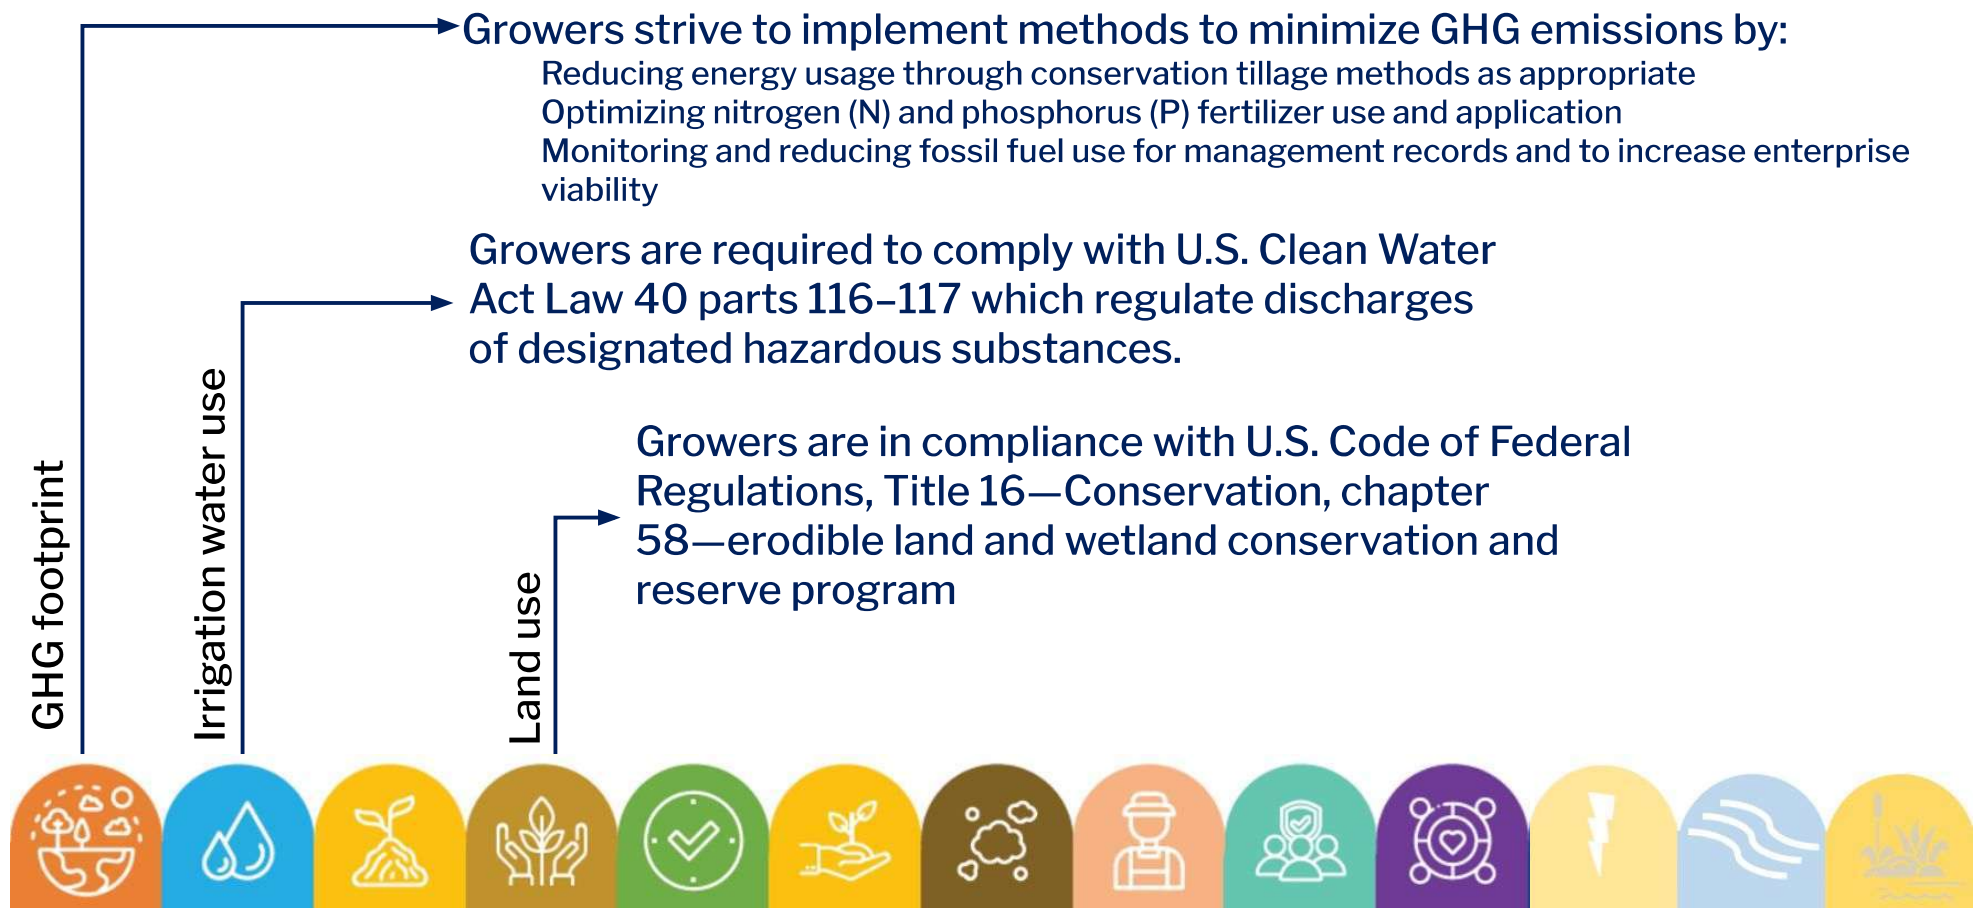 Growers strive to implement methods to minimize GHG emissions by:
Reducing energy usage through conservation tillage methods as appropriate
Optimizing nitrogen (N) and phosphorus (P) fertilizer use and application
Monitoring and reducing fossil fuel use for management records and to increase enterprise
viability
Growers are required to comply with U.S. Clean Water
Act Law 40 parts 116–117 which regulate discharges
of designated hazardous substances.
Growers are in compliance with U.S. Code of Federal
Regulations, Title 16—Conservation, chapter
58—erodible land and wetland conservation and
reserve program
GHG footprint
Irrigation water use
Land use